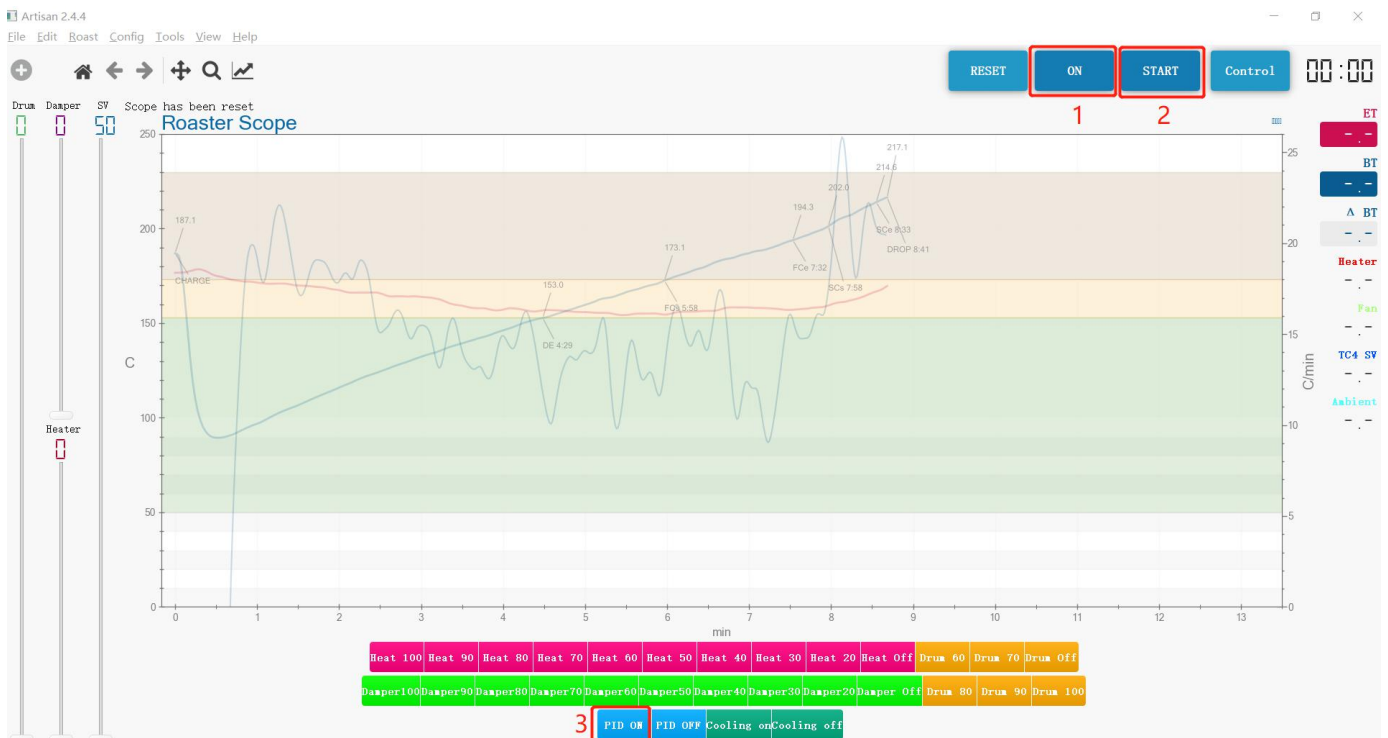 Artisan 2.4.4
File Edit Roast Config Tools View Help
RESET ON START Control 00:00
1 2
Drum Damper SV Scope has been reset
0 0 50 Roaster Scope
ET
-.-
BT
-.-
Δ BT
-.-
Heater
-.-
Fan
-.-
TC4 SV
-.-
Ambient
-.-
Heater
0
250
200
150
100
50
0
C
25
20
15
10
5
0
C/min
187.1
CHARGE
153.0
DE 4:29
173.1
FCs 5:58
194.3
FCe 7:32
202.0
SCs 7:58
214.6
SCe 8:33
217.1
DROP 8:41
0 1 2 3 4 5 6 7 8 9 10 11 12 13
min
Heat 100 Heat 90 Heat 80 Heat 70 Heat 60 Heat 50 Heat 40 Heat 30 Heat 20 Heat Off Drum 60 Drum 70 Drum Off
Damper100 Damper90 Damper80 Damper70 Damper60 Damper50 Damper40 Damper30 Damper20 Damper Off Drum 80 Drum 90 Drum 100
3 PID ON PID OFF Cooling on Cooling off